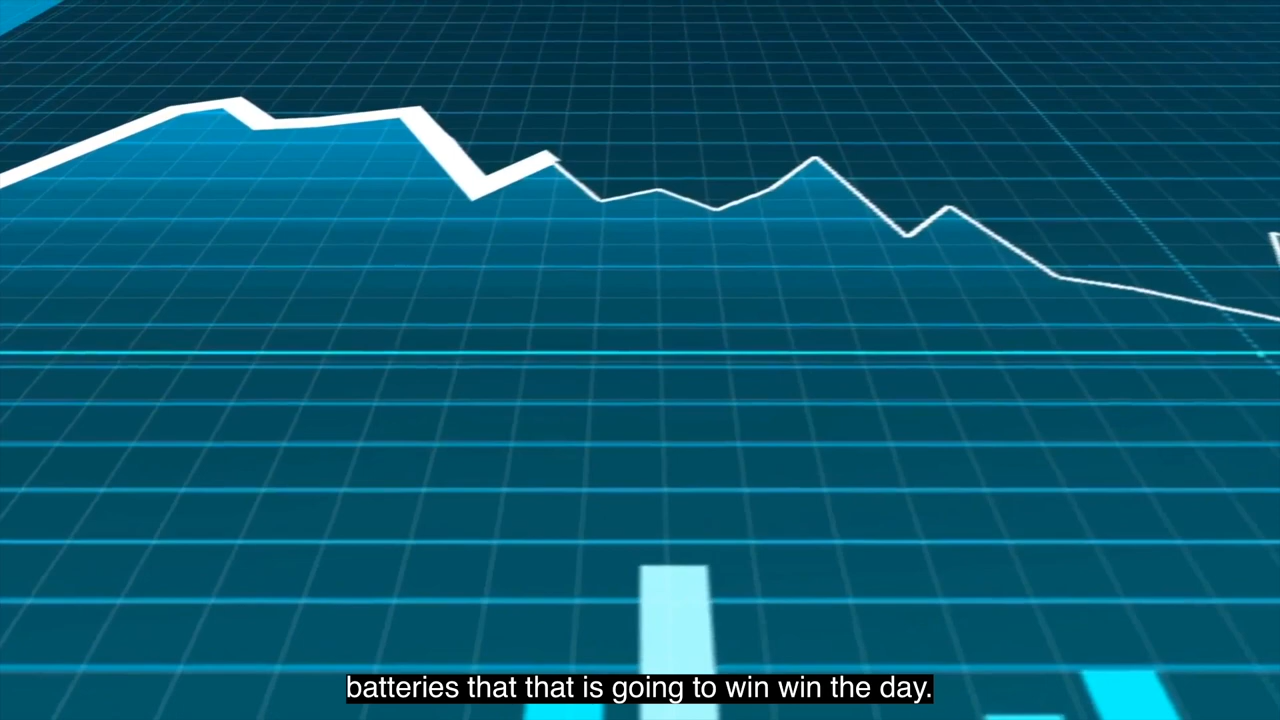 batteries that that is going to win win the day.